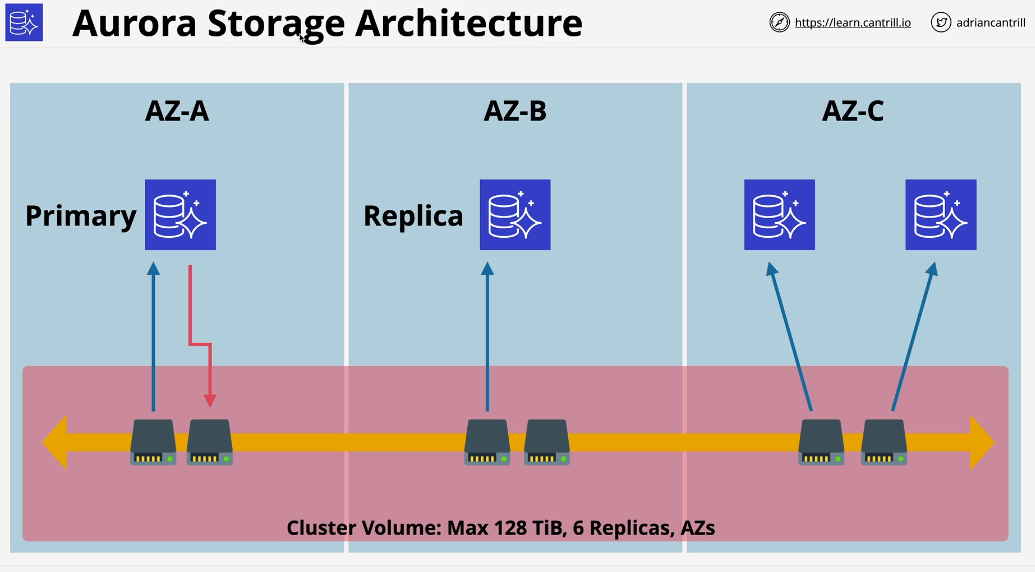 Aurora Storage Architecture
https://learn.cantrill.io
adriancantrill
AZ-A
AZ-B
AZ-C
Primary
Replica
Cluster Volume: Max 128 TiB, 6 Replicas, AZs